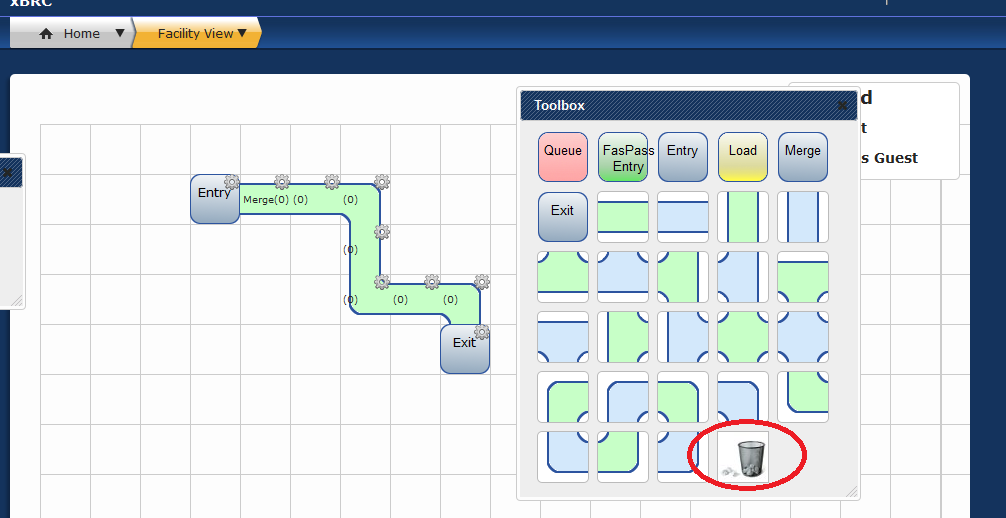 xBRC
Home
Facility View
Toolbox
d
t
s Guest
Queue
FasPass
Entry
Entry
Load
Merge
Exit
Entry
Merge(0) (0)
(0)
(0)
(0)
(0)
(0)
Exit